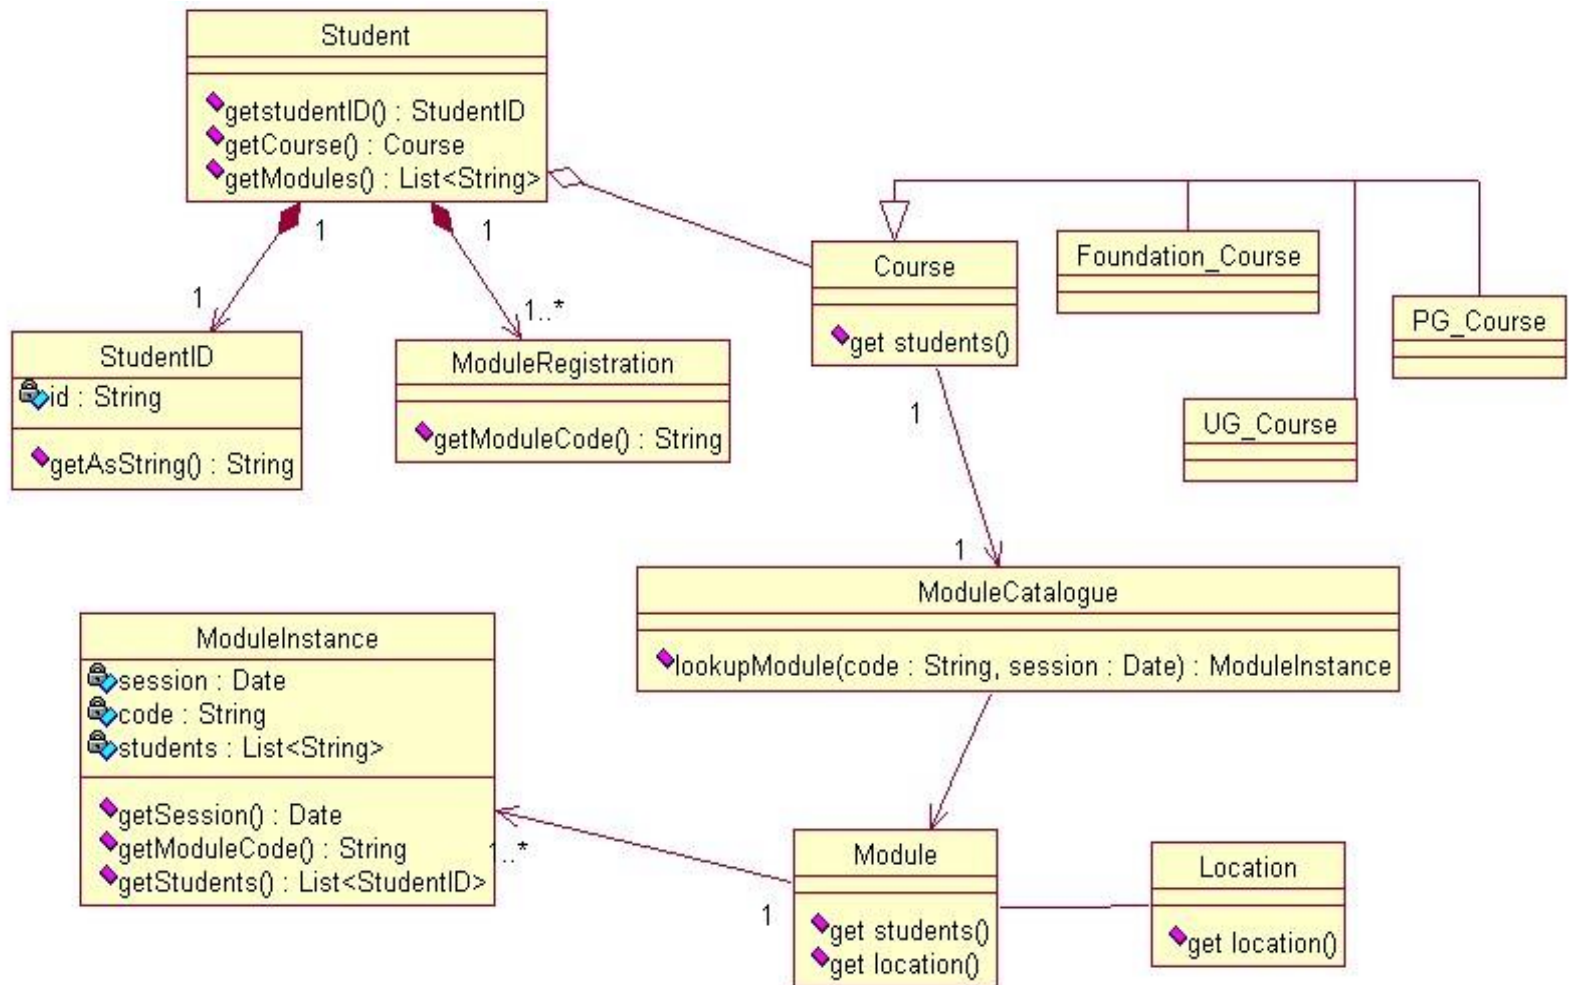 Student
getstudentID() : StudentID
getCourse() : Course
getModules() : List<String>
1
1
1
1..*
StudentID
id : String
getAsString() : String
ModuleRegistration
getModuleCode() : String
Course
get students()
Foundation_Course
PG_Course
UG_Course
1
1
ModuleCatalogue
lookupModule(code : String, session : Date) : ModuleInstance
ModuleInstance
session : Date
code : String
students : List<String>
getSession() : Date
getModuleCode() : String
getStudents() : List<StudentID>
1..*
1
Module
get students()
get location()
Location
get location()